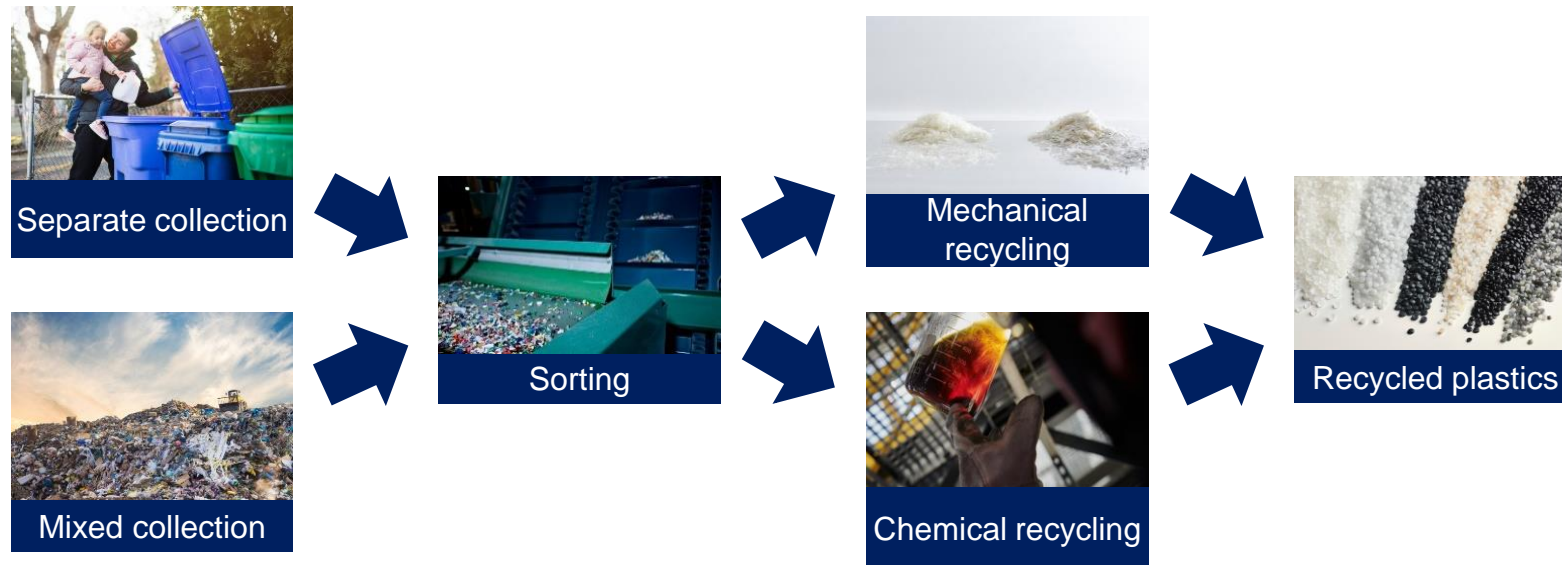 Separate collection
Mixed collection
Sorting
Mechanical
recycling
Chemical recycling
Recycled plastics